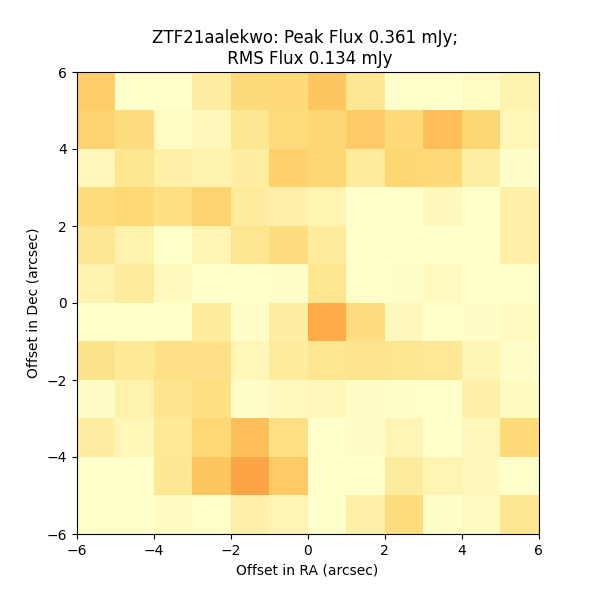 ZTF21aalekwo: Peak Flux 0.361 mJy;
RMS Flux 0.134 mJy
6
4
2
0
−2
−4
−6
Offset in Dec (arcsec)
−6 −4 −2 0 2 4 6
Offset in RA (arcsec)